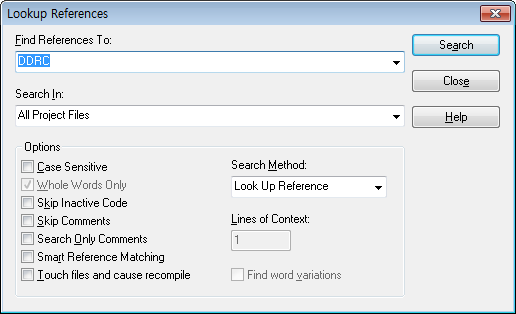 Lookup References
Find References To:
DDRC
Search
Close
Search In:
All Project Files
Help
Options
Case Sensitive
Whole Words Only
Skip Inactive Code
Skip Comments
Search Only Comments
Smart Reference Matching
Touch files and cause recompile
Search Method:
Look Up Reference
Lines of Context:
1
Find word variations